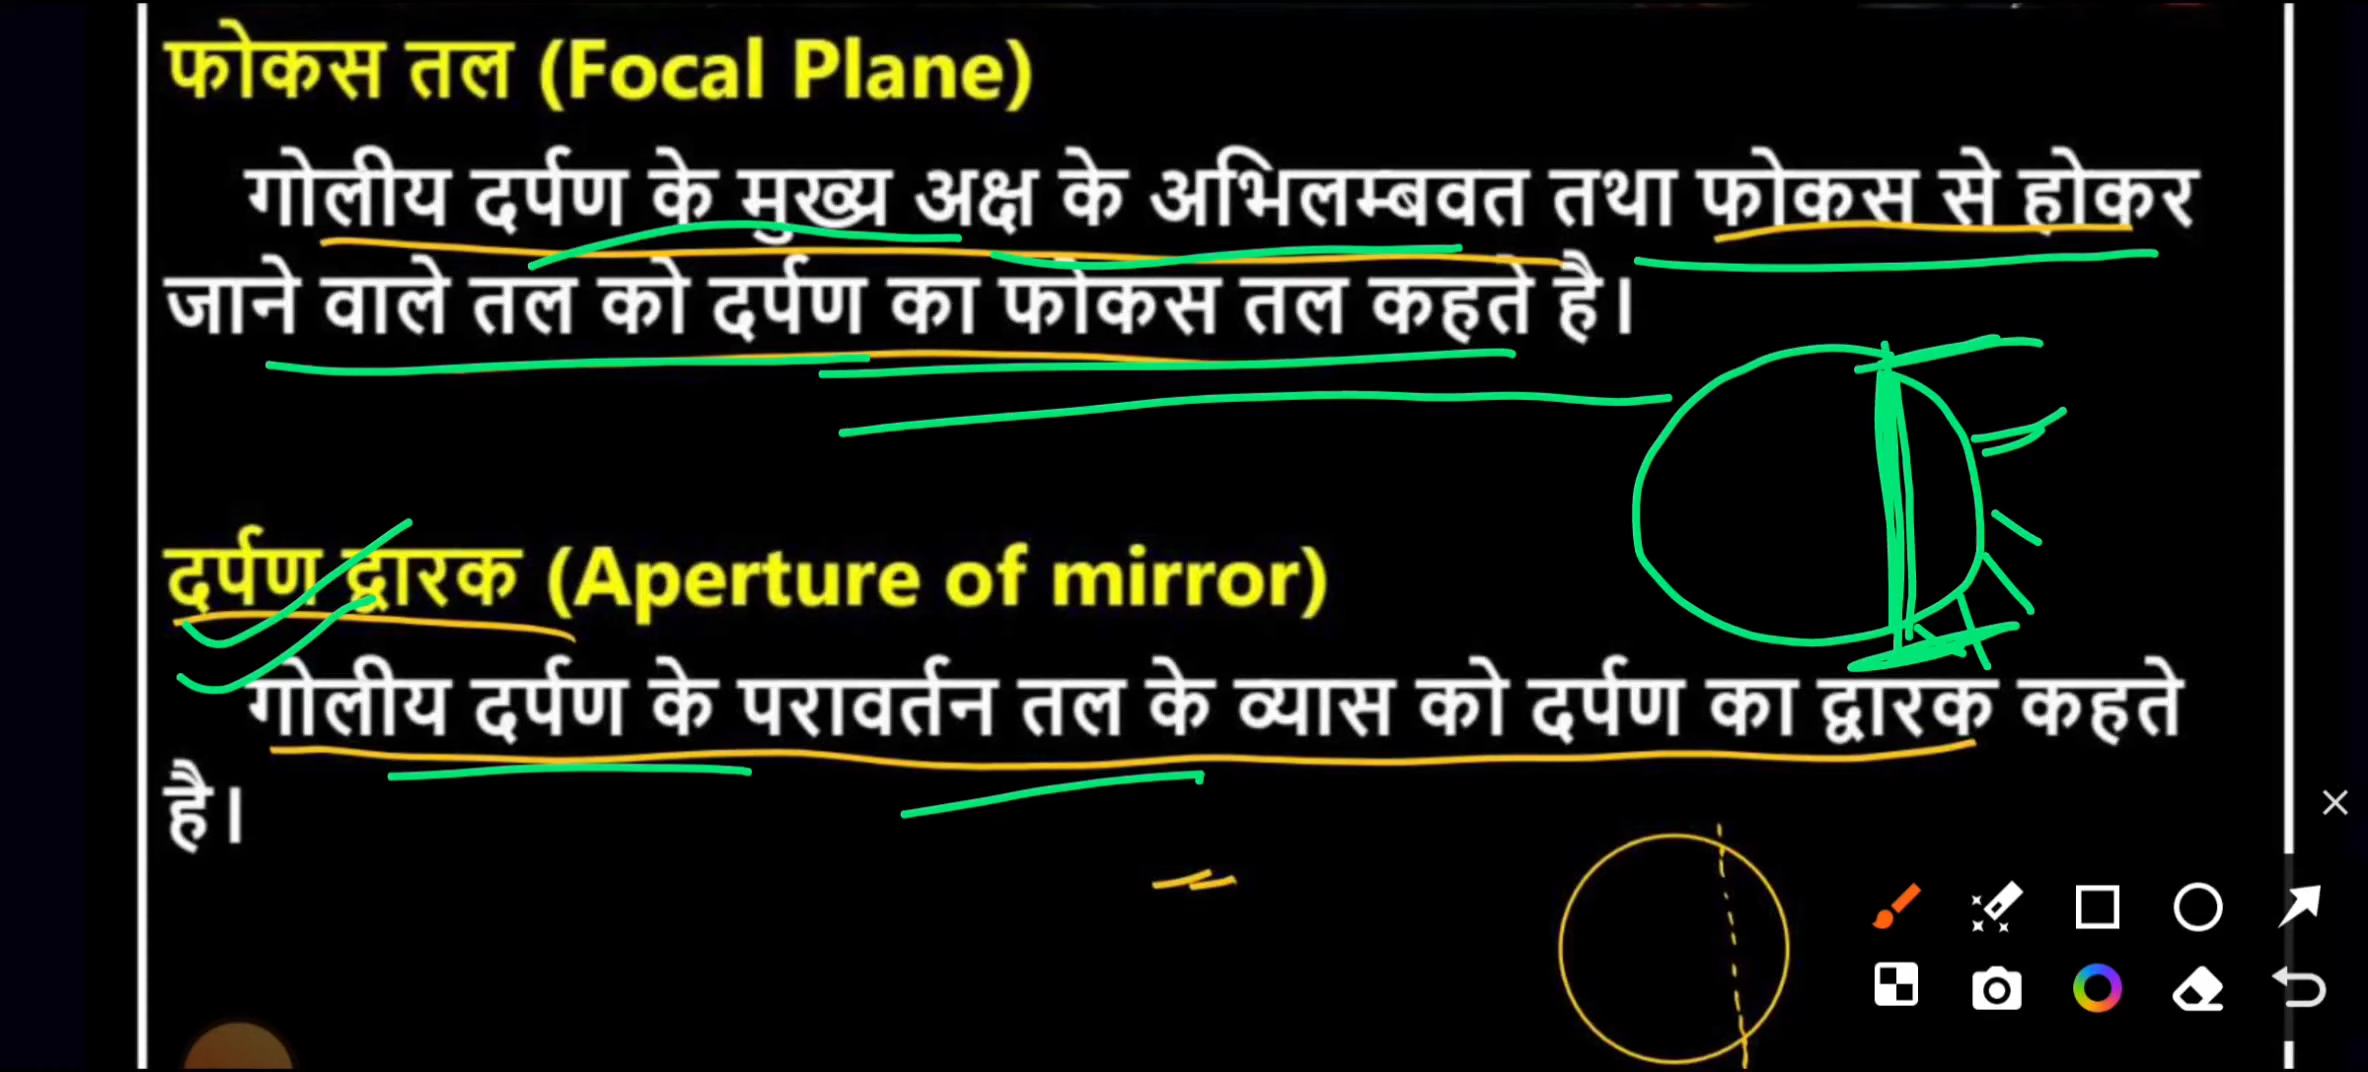 फोकस तल (Focal Plane)
गोलीय दर्पण के मुख्य अक्ष के अभिलम्बवत तथा फोकस से होकर
जाने वाले तल को दर्पण का फोकस तल कहते है।
दर्पण द्वारक (Aperture of mirror)
गोलीय दर्पण के परावर्तन तल के व्यास को दर्पण का द्वारक कहते
है।